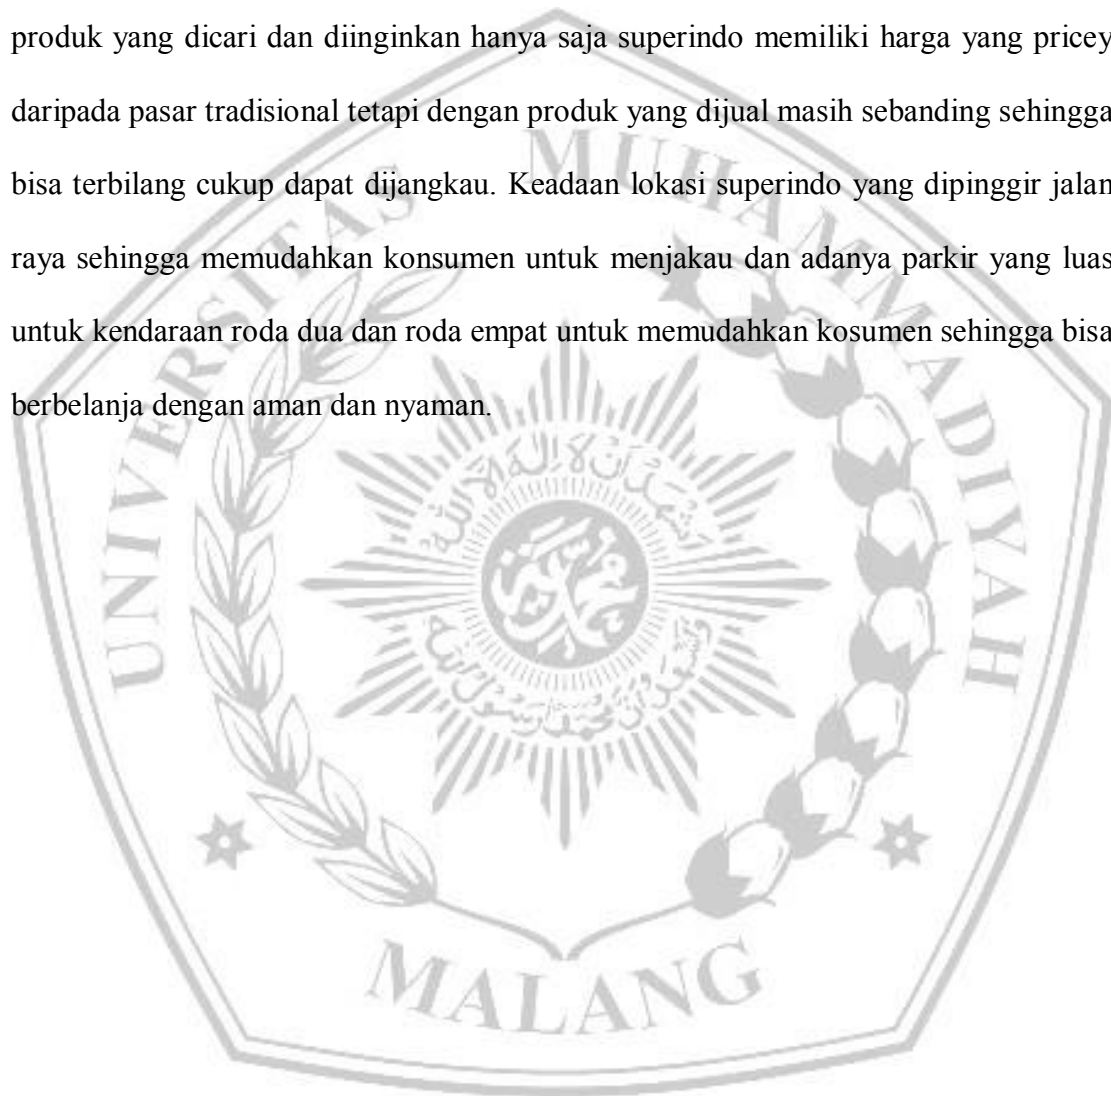 produk yang dicari dan diinginkan hanya saja superindo memiliki harga yang pricey
daripada pasar tradisional tetapi dengan produk yang dijual masih sebanding sehingga
bisa terbilang cukup dapat dijangkau. Keadaan lokasi superindo yang dipinggir jalan
raya sehingga memudahkan konsumen untuk menjakau dan adanya parkir yang luas
untuk kendaraan roda dua dan roda empat untuk memudahkan kosumen sehingga bisa
berbelanja dengan aman dan nyaman.
UNIVERSITAS MUHAMMADIYAH
MALANG